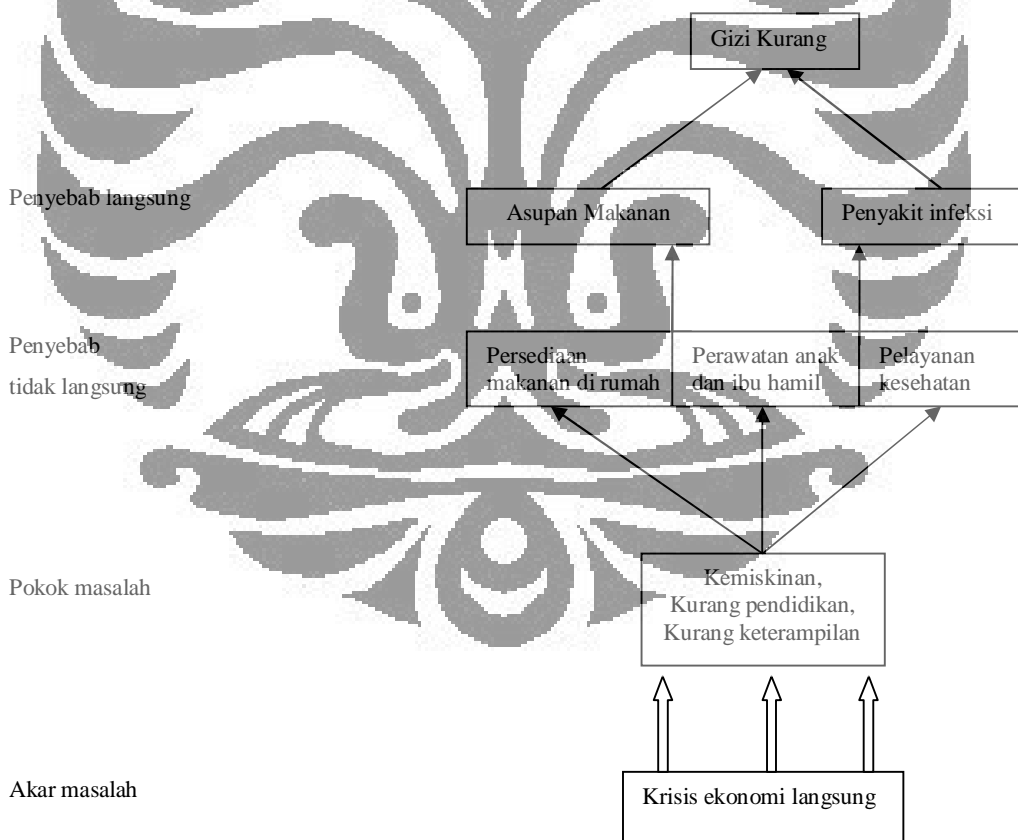 Gizi Kurang
Penyebab langsung
Asupan Makanan
Penyakit infeksi
Penyebab
tidak langsung
Persediaan
makanan di rumah
Perawatan anak
dan ibu hamil
Pelayanan
kesehatan
Pokok masalah
Kemiskinan,
Kurang pendidikan,
Kurang keterampilan
Akar masalah
Krisis ekonomi langsung